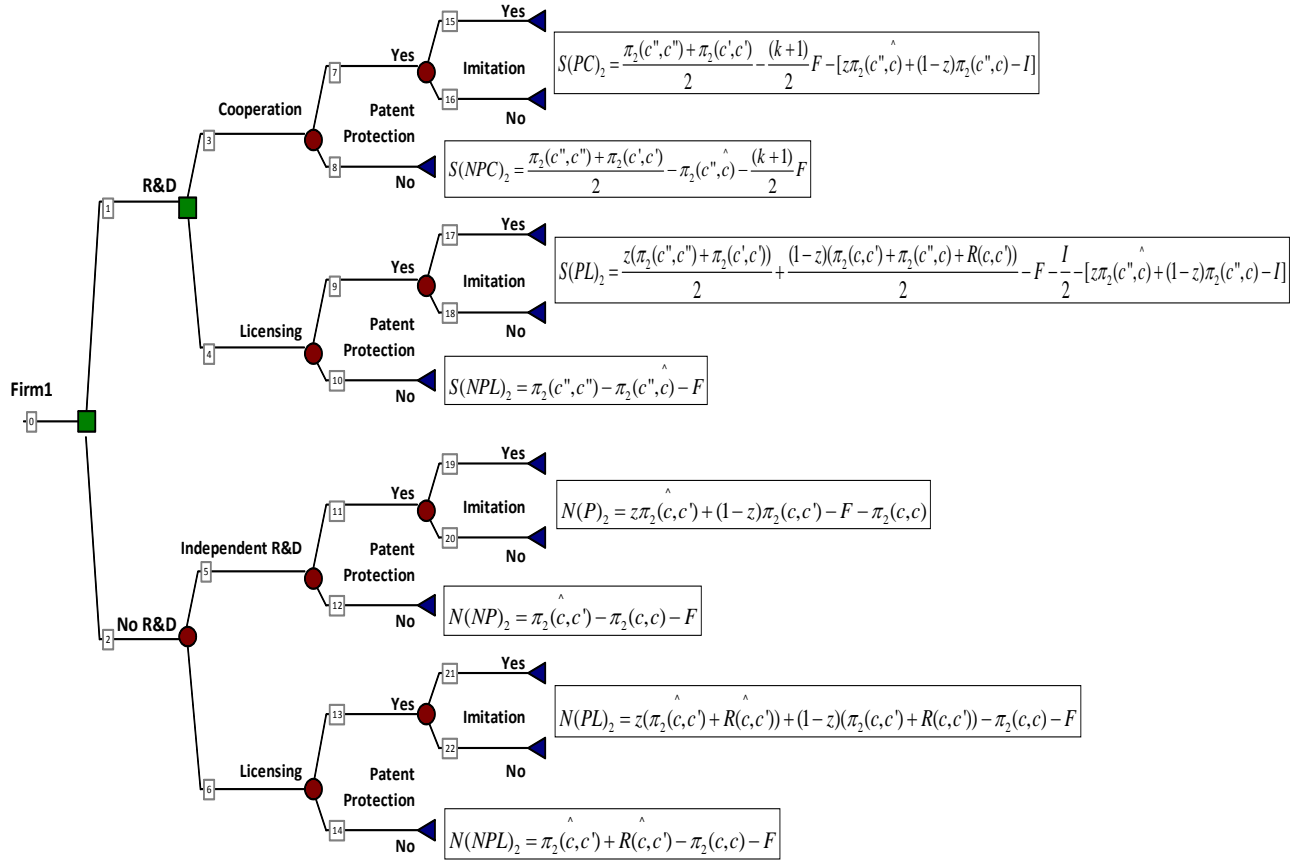 15
Yes
Yes
7
Imitation
S(PC)₂ = (π₂(c'',c'') + π₂(c',c'))/2 − ((k+1)/2)F − [zπ₂(c'',ĉ) + (1−z)π₂(c'',c) − I]
Cooperation
Patent
16
No
3
Protection
8
No
S(NPC)₂ = (π₂(c'',c'') + π₂(c',c'))/2 − π₂(c'',ĉ) − ((k+1)/2)F
R&D
1
17
Yes
Yes
9
Imitation
S(PL)₂ = z(π₂(c'',c'') + π₂(c',c'))/2 + (1−z)(π₂(c,c') + π₂(c'',c) + R(c,c'))/2 − F − I/2 − [zπ₂(c'',ĉ) + (1−z)π₂(c'',c) − I]
Licensing
Patent
18
No
4
Protection
10
No
S(NPL)₂ = π₂(c'',c'') − π₂(c'',ĉ) − F
Firm1
0
19
Yes
Yes
11
Imitation
N(P)₂ = zπ₂(ĉ,c') + (1−z)π₂(c,c') − F − π₂(c,c)
Independent R&D
Patent
20
No
5
Protection
12
No
N(NP)₂ = π₂(ĉ,c') − π₂(c,c) − F
2
No R&D
21
Yes
Yes
13
Imitation
N(PL)₂ = z(π₂(ĉ,c') + R(ĉ,c')) + (1−z)(π₂(c,c') + R(c,c')) − π₂(c,c) − F
Licensing
Patent
22
No
6
Protection
14
No
N(NPL)₂ = π₂(ĉ,c') + R(ĉ,c') − π₂(c,c) − F